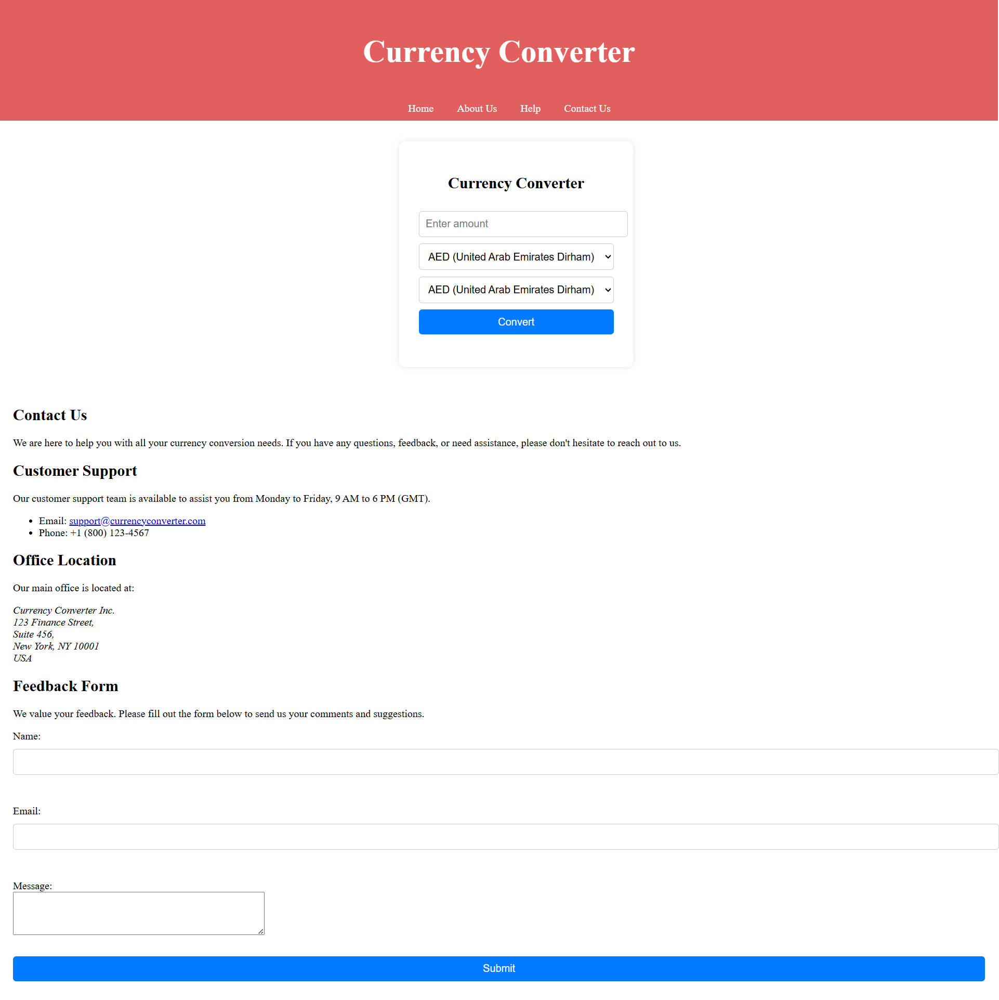 Currency Converter
Home About Us Help Contact Us
Currency Converter
Enter amount
AED (United Arab Emirates Dirham)
AED (United Arab Emirates Dirham)
Convert
Contact Us
We are here to help you with all your currency conversion needs. If you have any questions, feedback, or need assistance, please don't hesitate to reach out to us.
Customer Support
Our customer support team is available to assist you from Monday to Friday, 9 AM to 6 PM (GMT).
• Email: support@currencyconverter.com
• Phone: +1 (800) 123-4567
Office Location
Our main office is located at:
Currency Converter Inc.
123 Finance Street,
Suite 456,
New York, NY 10001
USA
Feedback Form
We value your feedback. Please fill out the form below to send us your comments and suggestions.
Name:
Email:
Message:
Submit